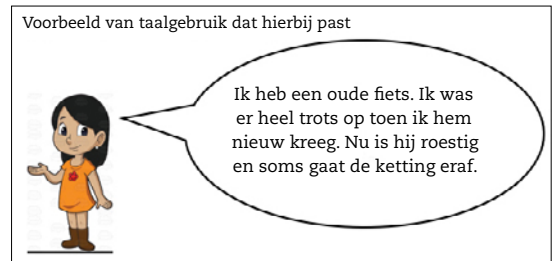 Voorbeeld van taalgebruik dat hierbij past
Ik heb een oude fiets. Ik was
er heel trots op toen ik hem
nieuw kreeg. Nu is hij roestig
en soms gaat de ketting eraf.